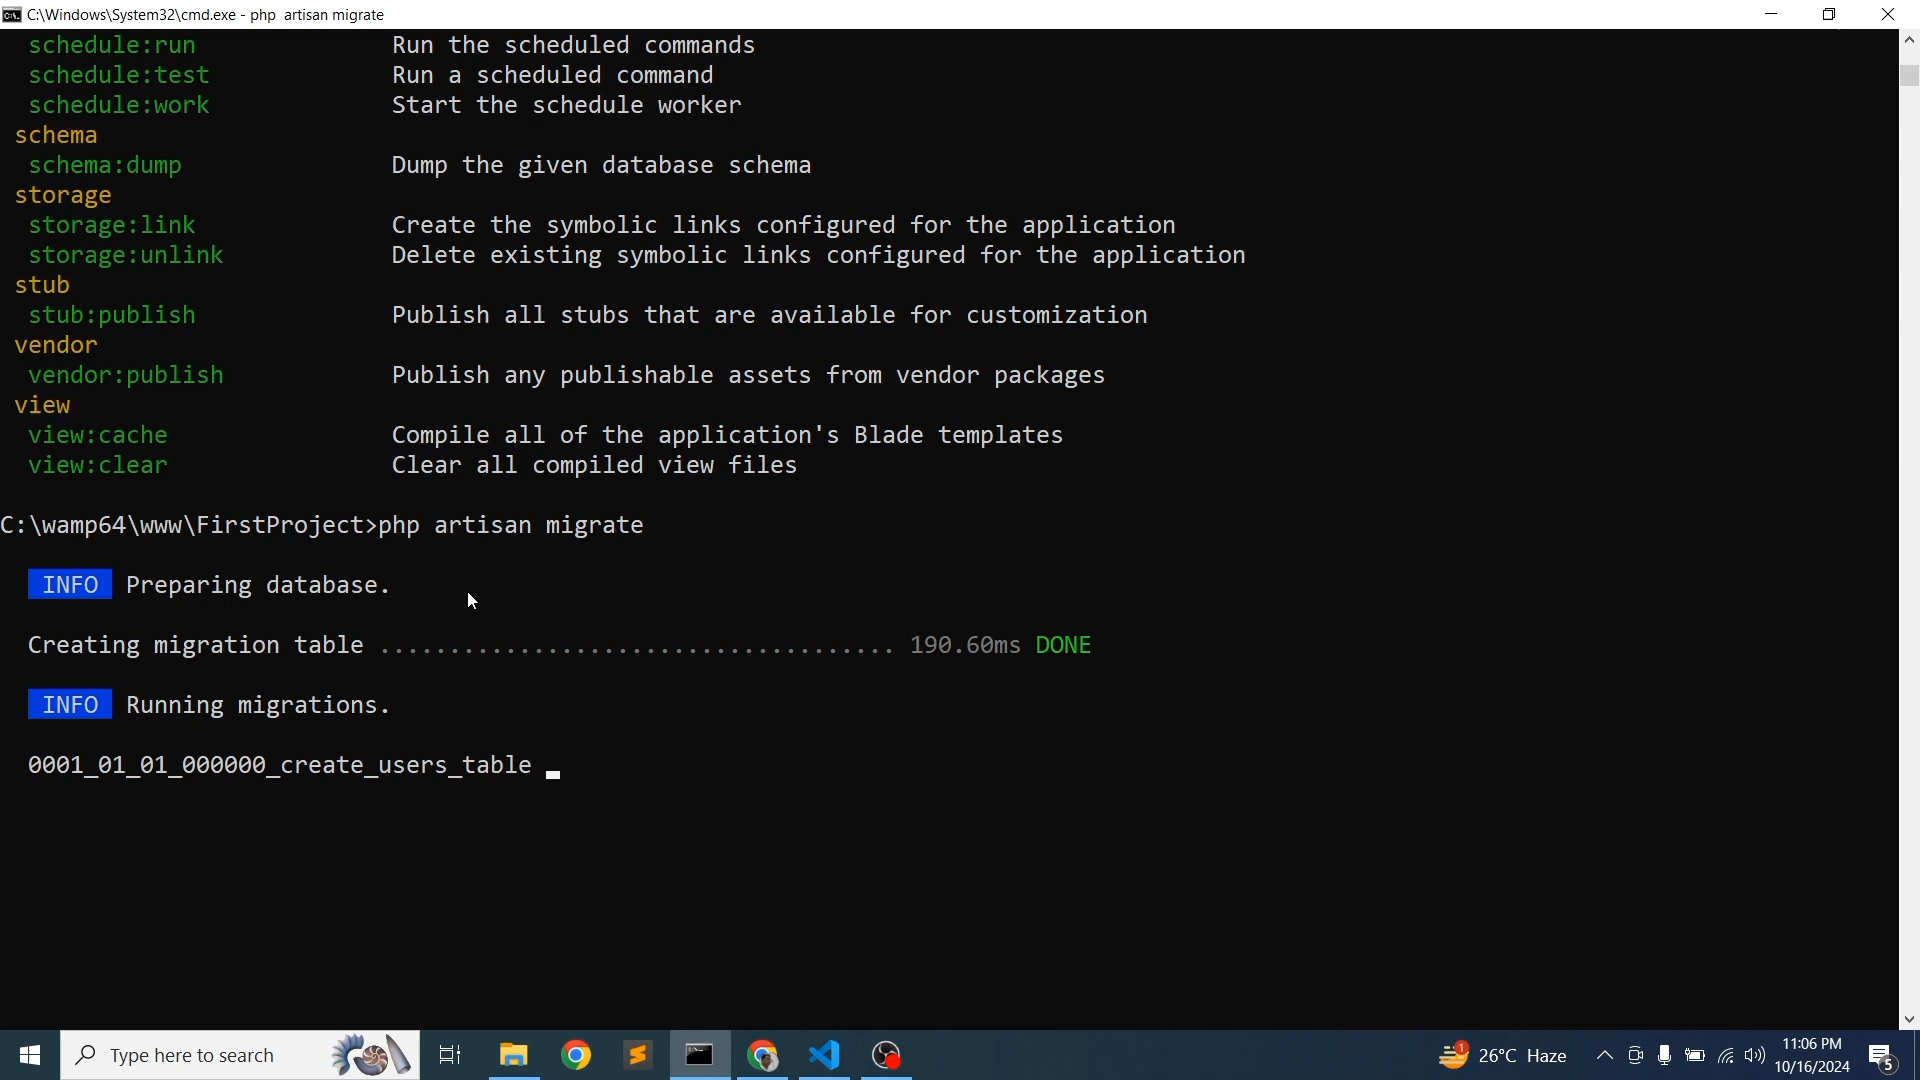 C:\Windows\System32\cmd.exe - php  artisan migrate
schedule:run Run the scheduled commands
schedule:test Run a scheduled command
schedule:work Start the schedule worker
schema
schema:dump Dump the given database schema
storage
storage:link Create the symbolic links configured for the application
storage:unlink Delete existing symbolic links configured for the application
stub
stub:publish Publish all stubs that are available for customization
vendor
vendor:publish Publish any publishable assets from vendor packages
view
view:cache Compile all of the application's Blade templates
view:clear Clear all compiled view files
C:\wamp64\www\FirstProject>php artisan migrate
INFO Preparing database.
Creating migration table ..................................... 190.60ms DONE
INFO Running migrations.
0001_01_01_000000_create_users_table
Type here to search
1 26°C Haze
11:06 PM
10/16/2024
5